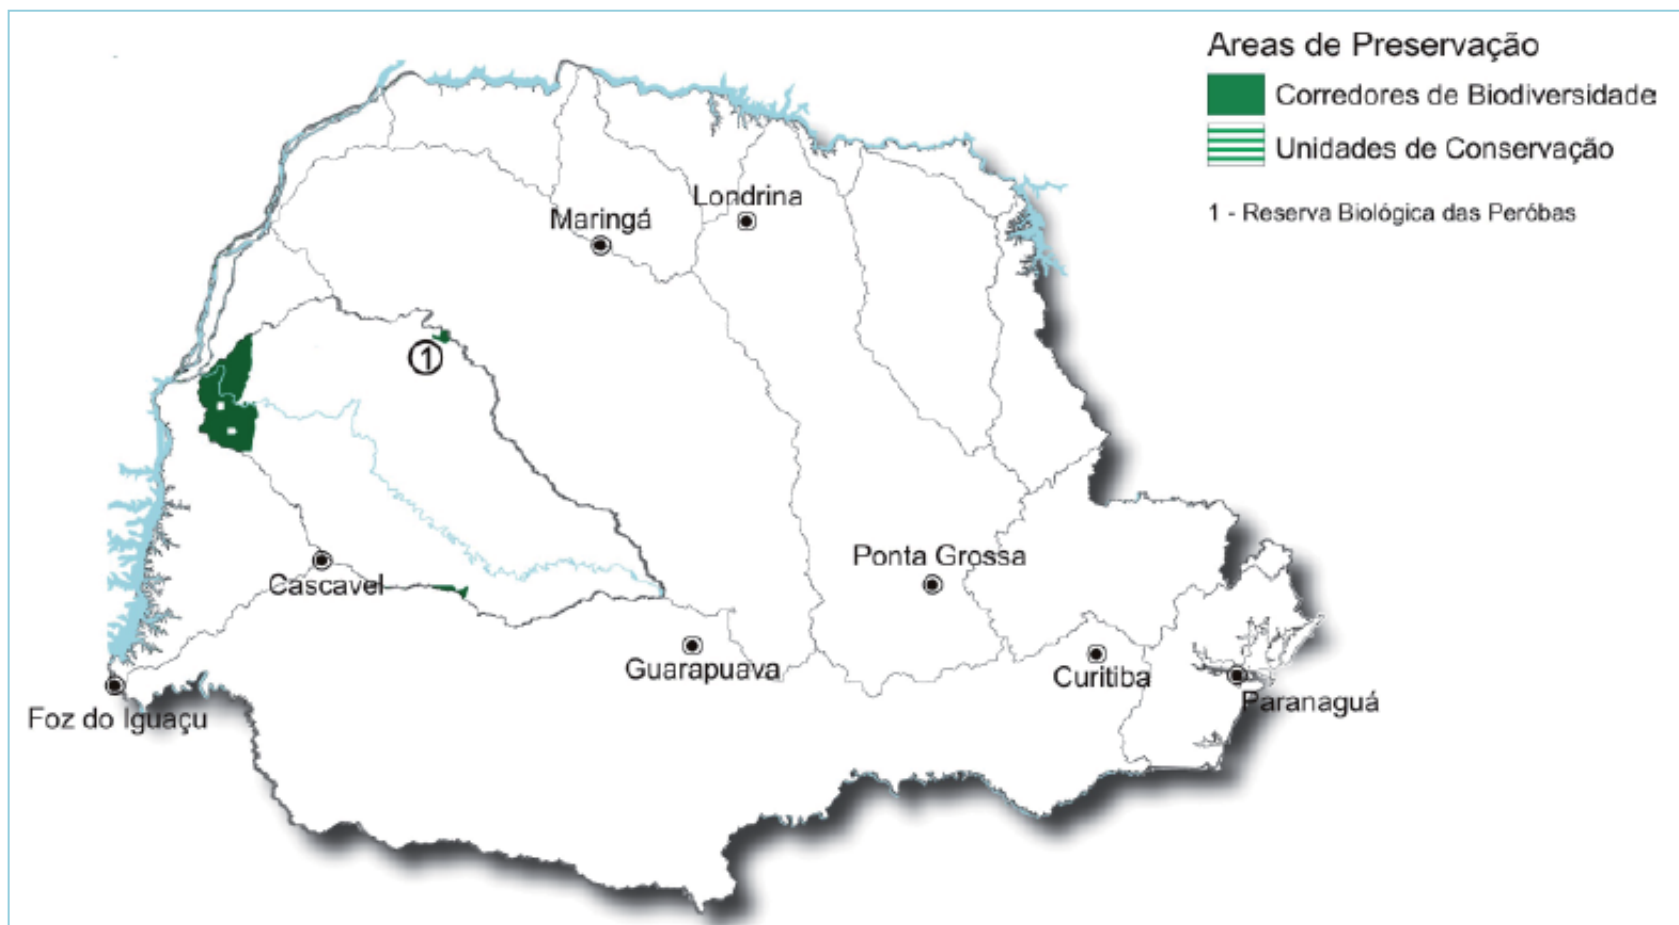 Areas de Preservação
Corredores de Biodiversidade
Unidades de Conservação
1 - Reserva Biológica das Peróbas
Londrina
Maringá
1
Ponta Grossa
Cascavel
Guarapuava
Curitiba
Paranaguá
Foz do Iguaçu